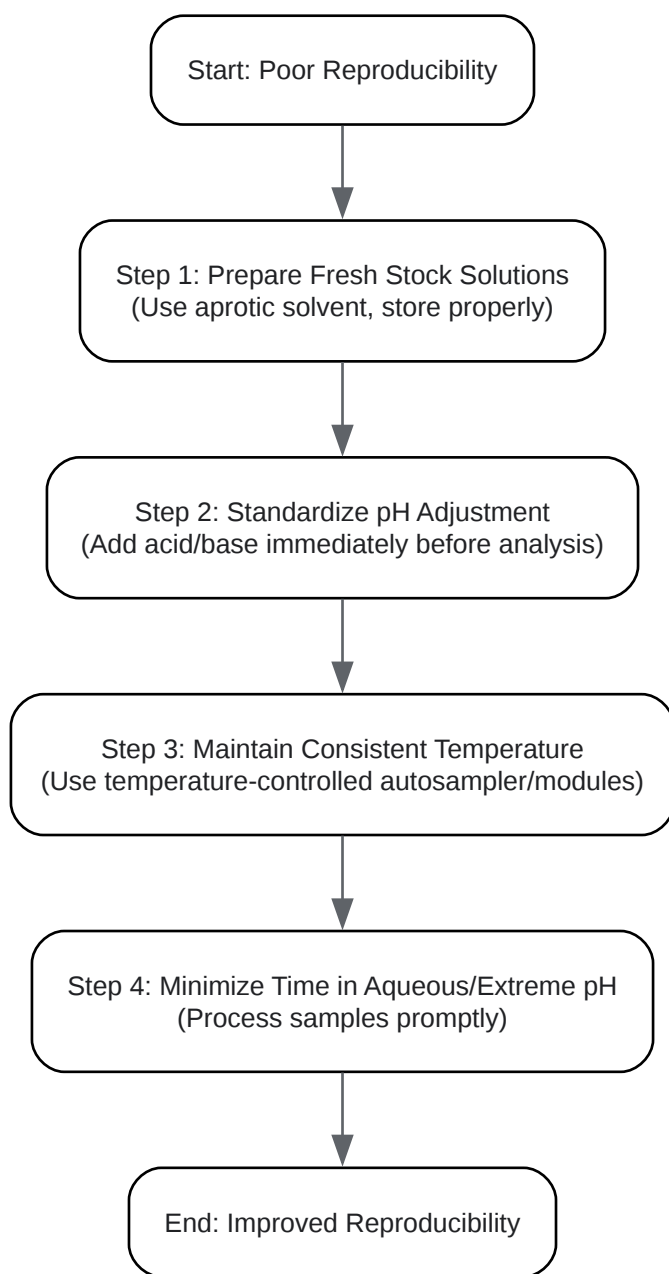 Start: Poor Reproducibility
Step 1: Prepare Fresh Stock Solutions
(Use aprotic solvent, store properly)
Step 2: Standardize pH Adjustment
(Add acid/base immediately before analysis)
Step 3: Maintain Consistent Temperature
(Use temperature-controlled autosampler/modules)
Step 4: Minimize Time in Aqueous/Extreme pH
(Process samples promptly)
End: Improved Reproducibility